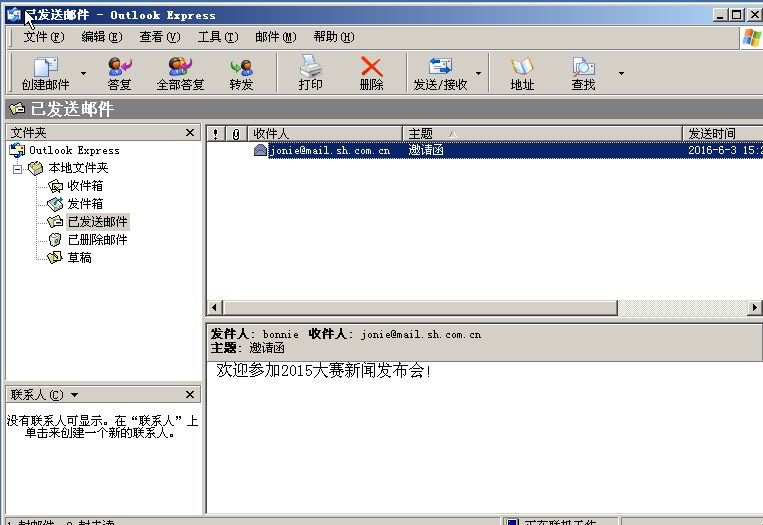 已发送邮件 - Outlook Express
文件(F) 编辑(E) 查看(V) 工具(T) 邮件(M) 帮助(H)
创建邮件 答复 全部答复 转发 打印 删除 发送/接收 地址 查找
已发送邮件
文件夹
Outlook Express
本地文件夹
收件箱
发件箱
已发送邮件
已删除邮件
草稿
! 收件人 主题 发送时间
jonie@mail.sh.com.cn 邀请函 2016-6-3 15:2
发件人: bonnie 收件人: jonie@mail.sh.com.cn
主题: 邀请函
欢迎参加2015大赛新闻发布会!
联系人(C)
没有联系人可显示。在“联系人”上
单击来创建一个新的联系人。